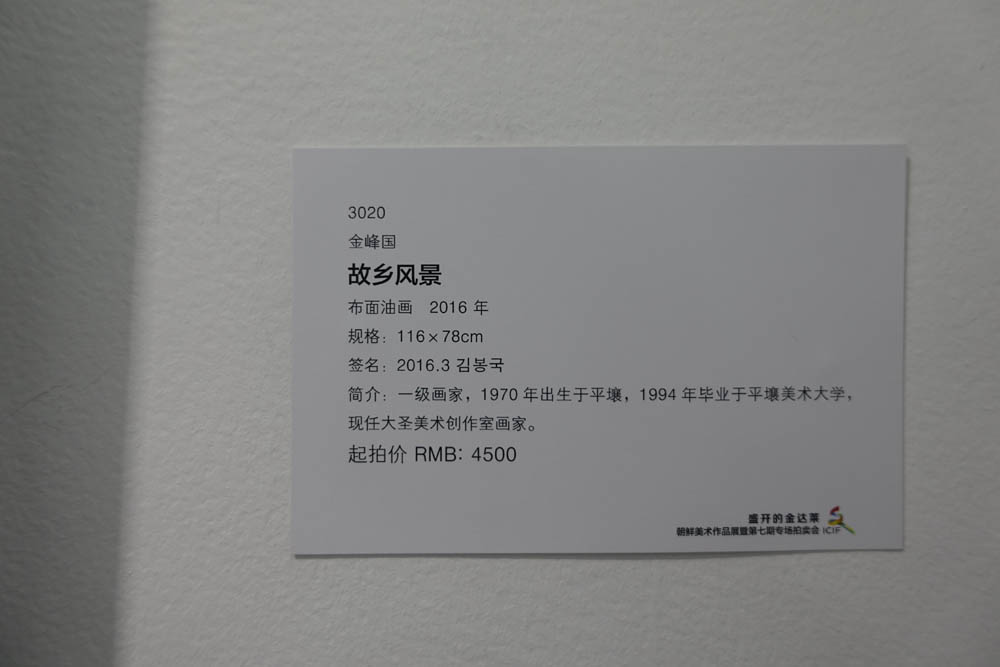 3020
金峰国
故乡风景
布面油画 2016 年
规格：116×78cm
签名：2016.3 김봉국
简介：一级画家，1970 年出生于平壤，1994 年毕业于平壤美术大学，
现任大圣美术创作室画家。
起拍价 RMB: 4500
盛开的金达莱
朝鲜美术作品展暨第七期专场拍卖会 ICIF